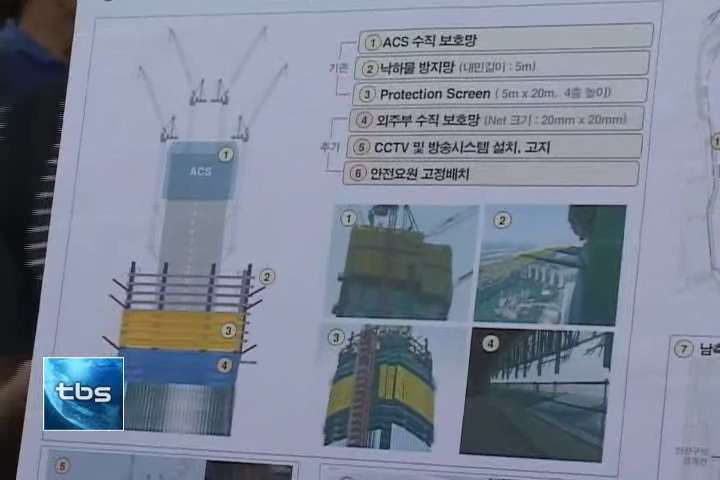 ① ACS 수직 보호망
기존
② 낙하물 방지망 (내민길이 : 5m)
③ Protection Screen ( 5m x 20m, 4층 높이)
④ 외주부 수직 보호망 (Net 크기 : 20mm x 20mm)
추가
⑤ CCTV 및 방송시스템 설치, 고지
⑥ 안전요원 고정배치
①
ACS
① ②
②
③
③ ④
④
⑦ 남측
tbs
⑤